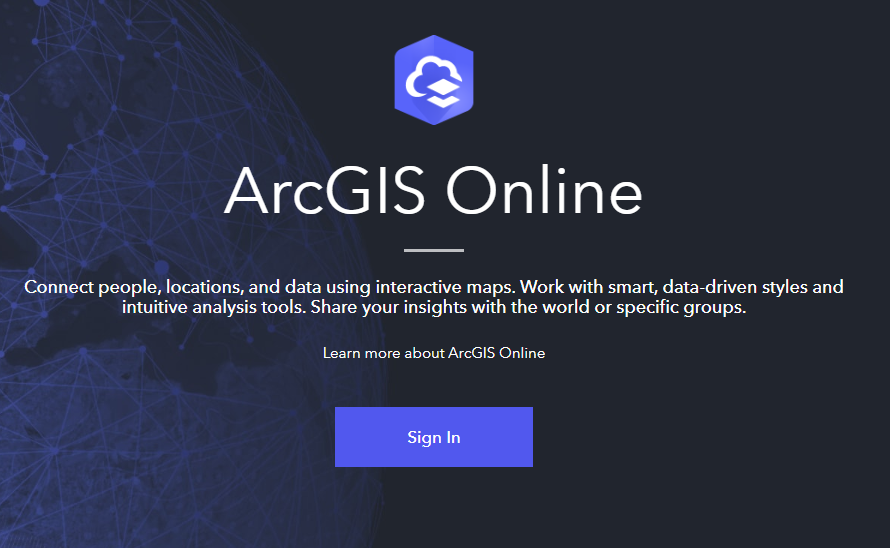 ArcGIS Online
Connect people, locations, and data using interactive maps. Work with smart, data-driven styles and
intuitive analysis tools. Share your insights with the world or specific groups.
Learn more about ArcGIS Online
Sign In